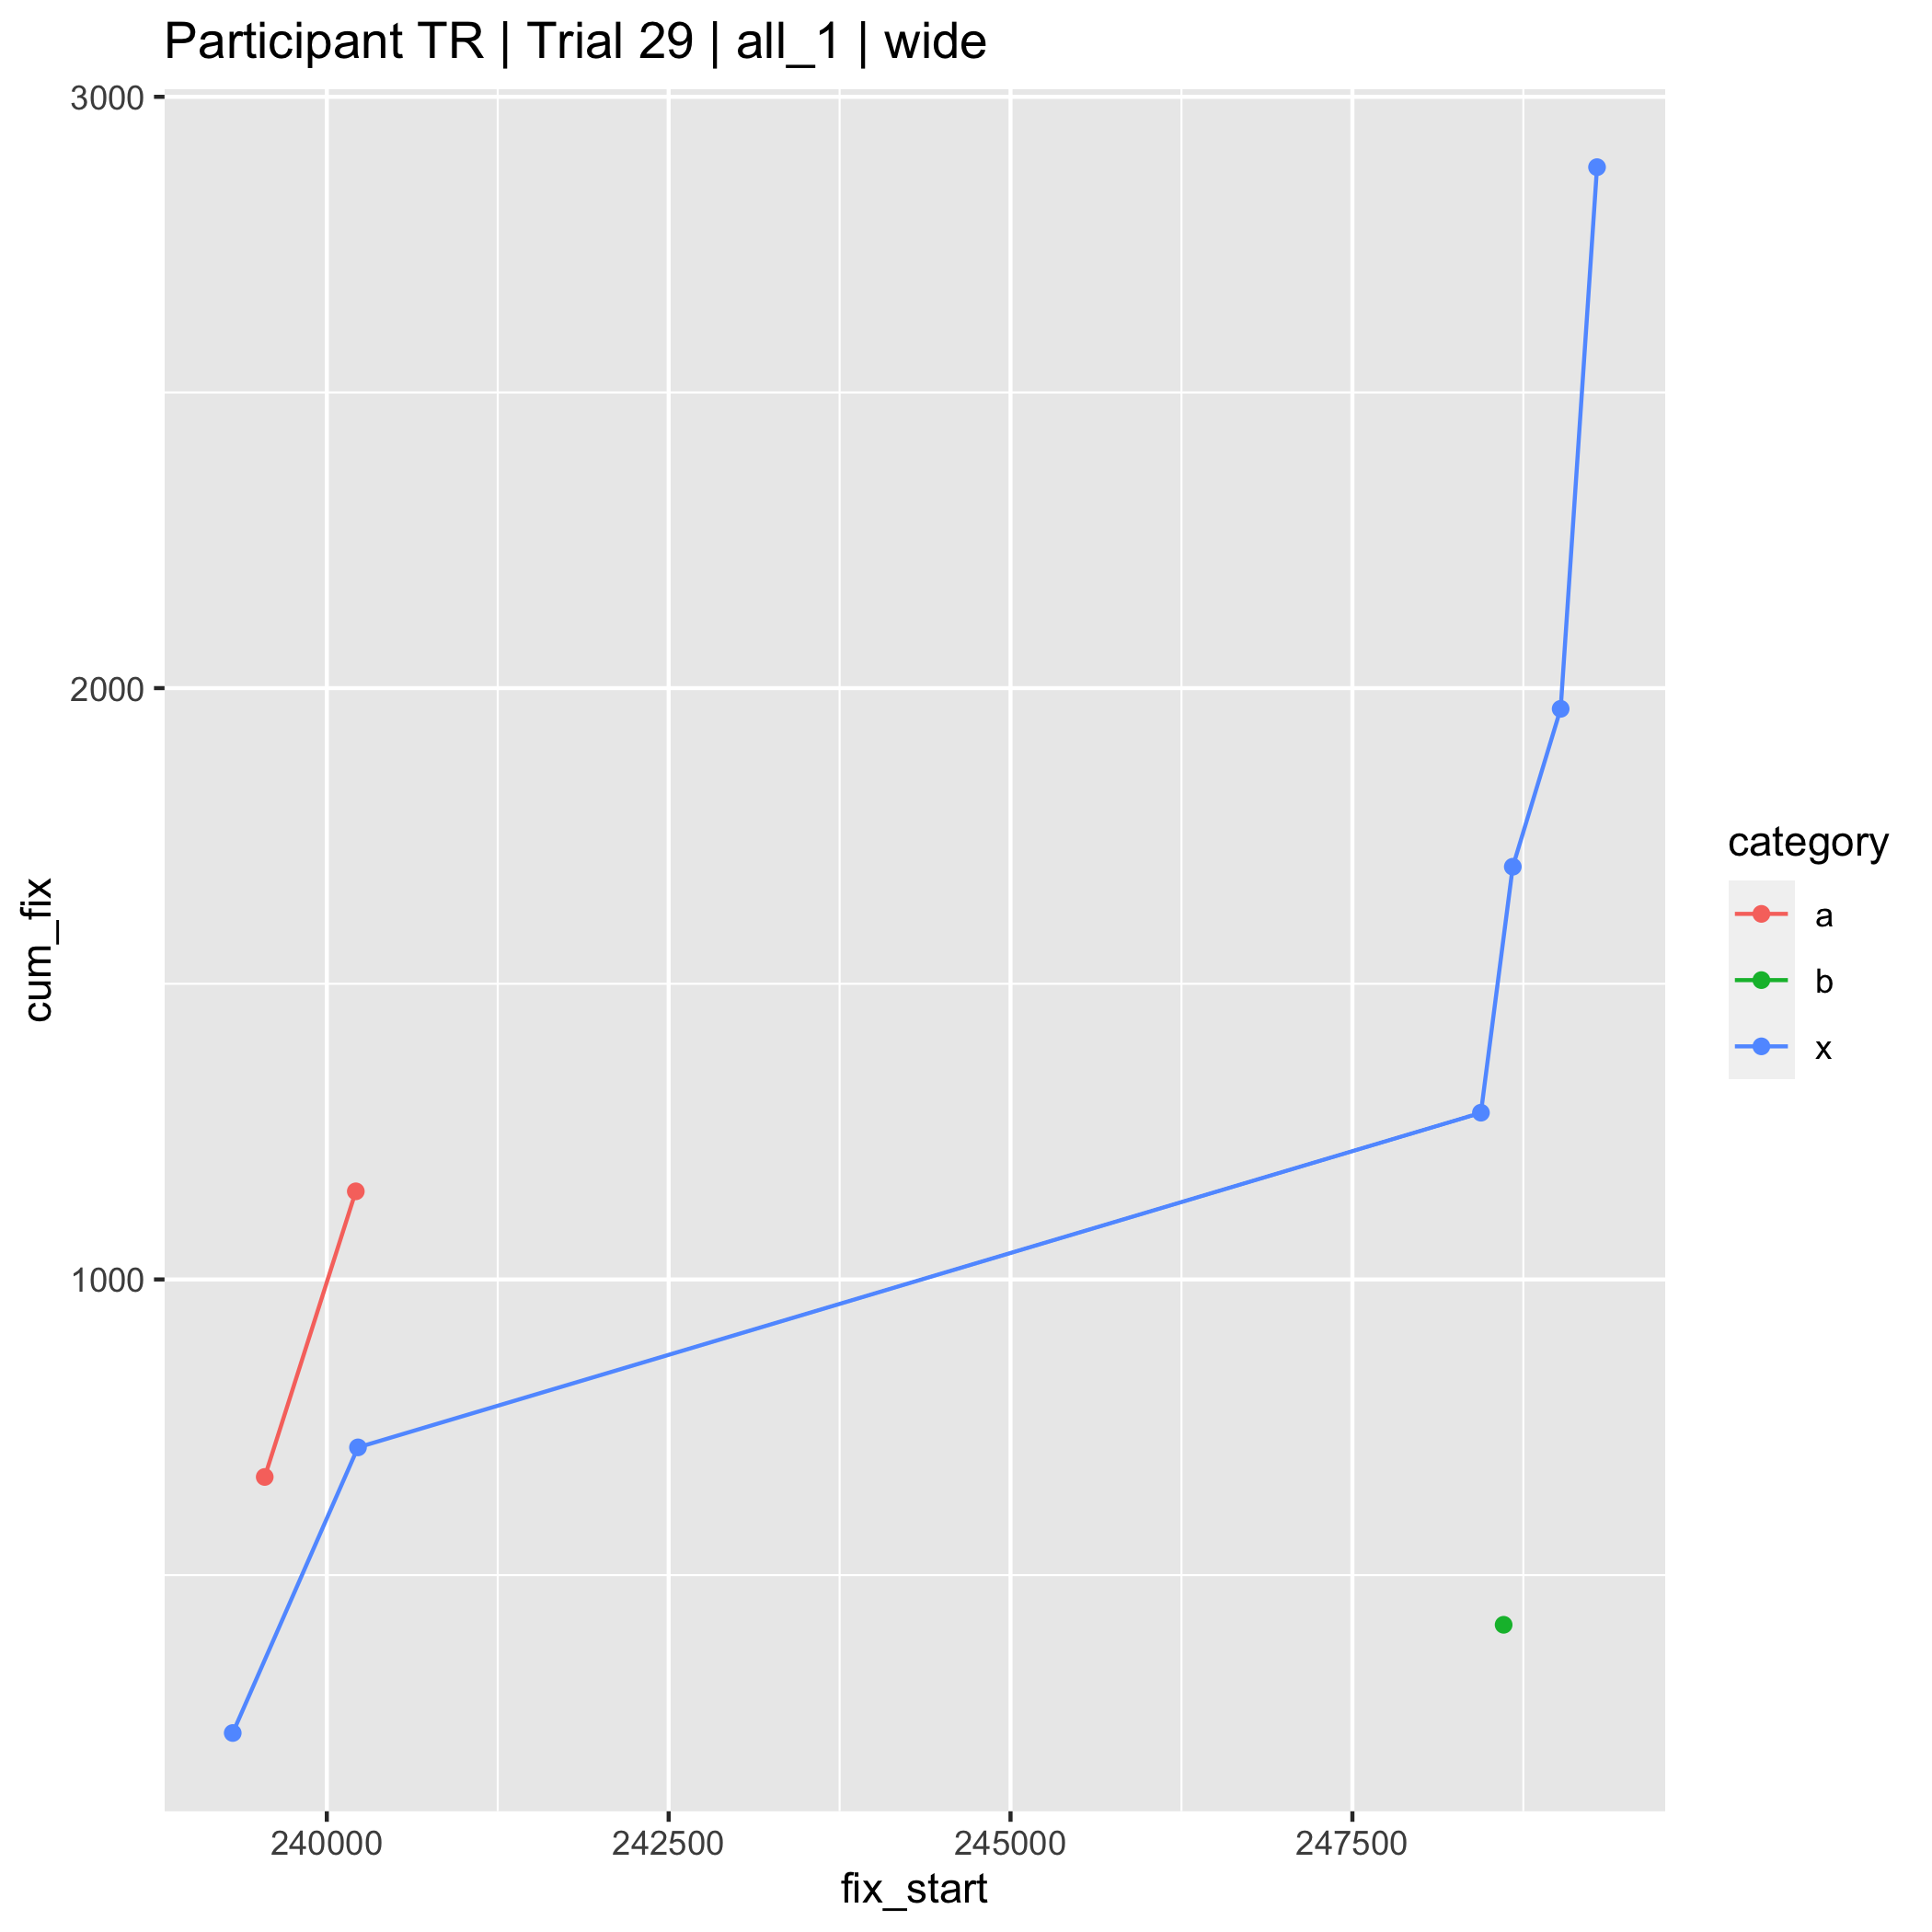 Participant TR | Trial 29 | all_1 | wide
3000
2000
1000
cum_fix
240000 242500 245000 247500
fix_start
category
a
b
x